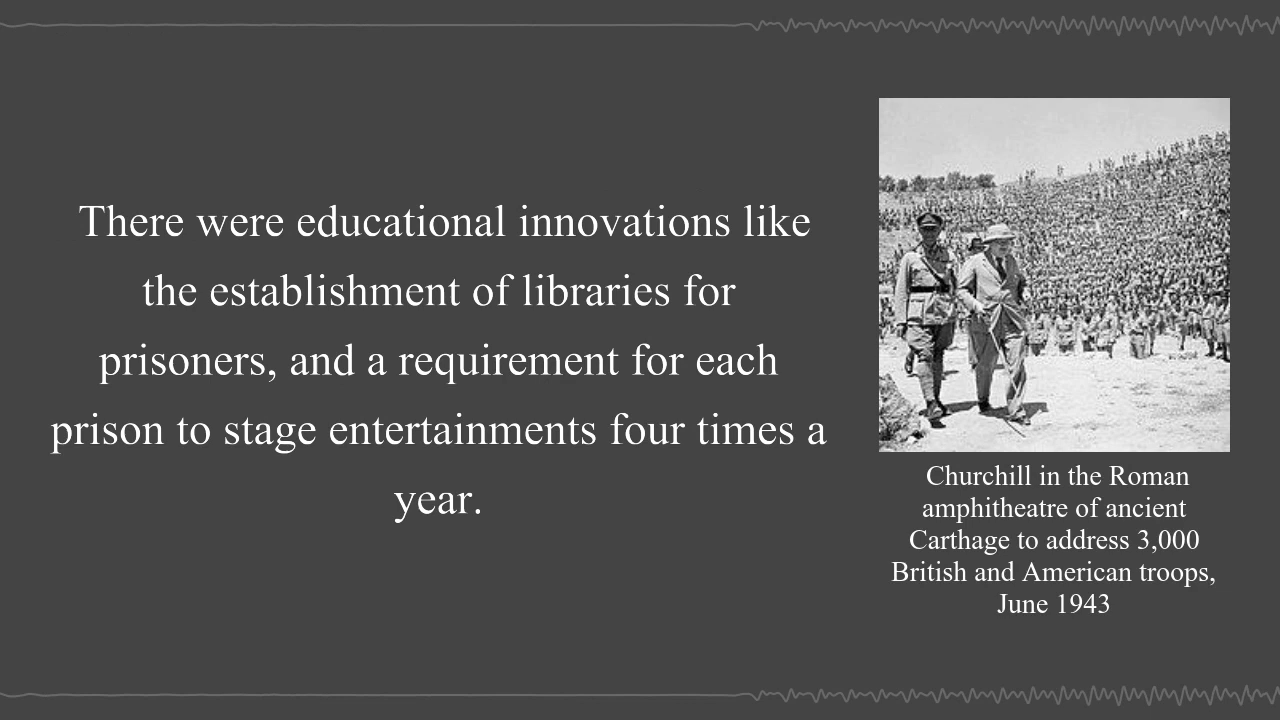 There were educational innovations like
the establishment of libraries for
prisoners, and a requirement for each
prison to stage entertainments four times a
year.
Churchill in the Roman
amphitheatre of ancient
Carthage to address 3,000
British and American troops,
June 1943